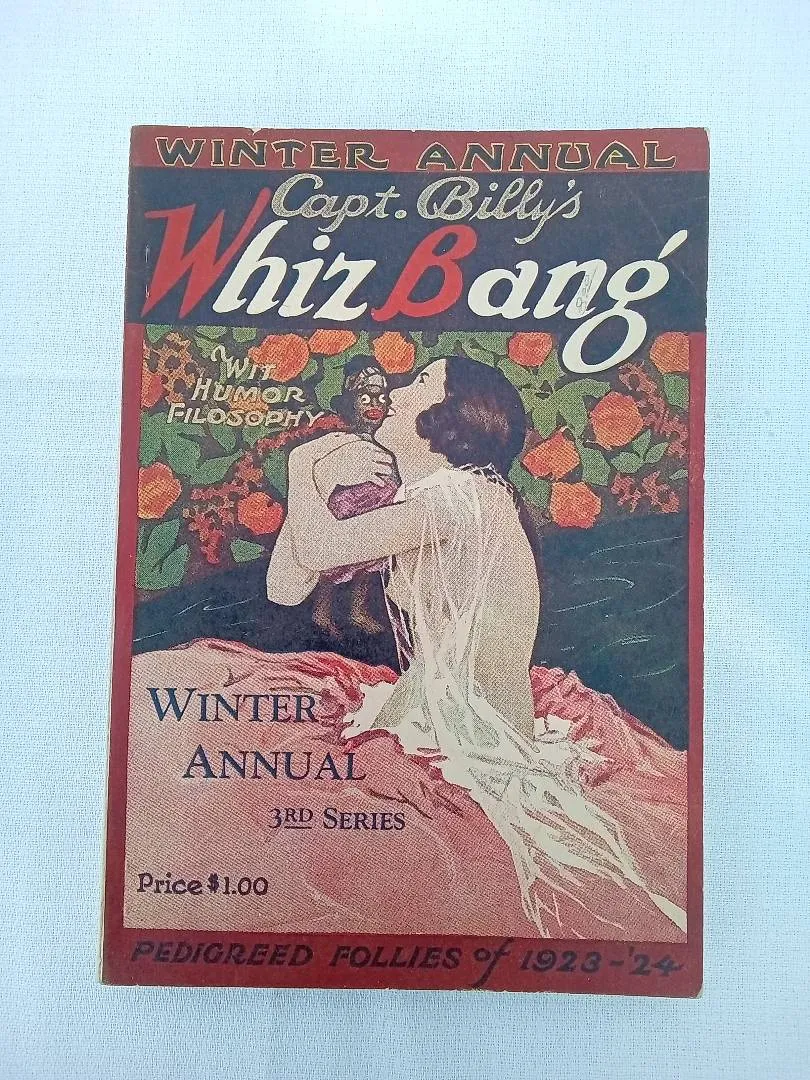 WINTER ANNUAL
Capt. Billy's
Whiz Bang
WIT
HUMOR
FILOSOPHY
WINTER
ANNUAL
3RD SERIES
Price $1.00
PEDIGREED FOLLIES of 1923-'24